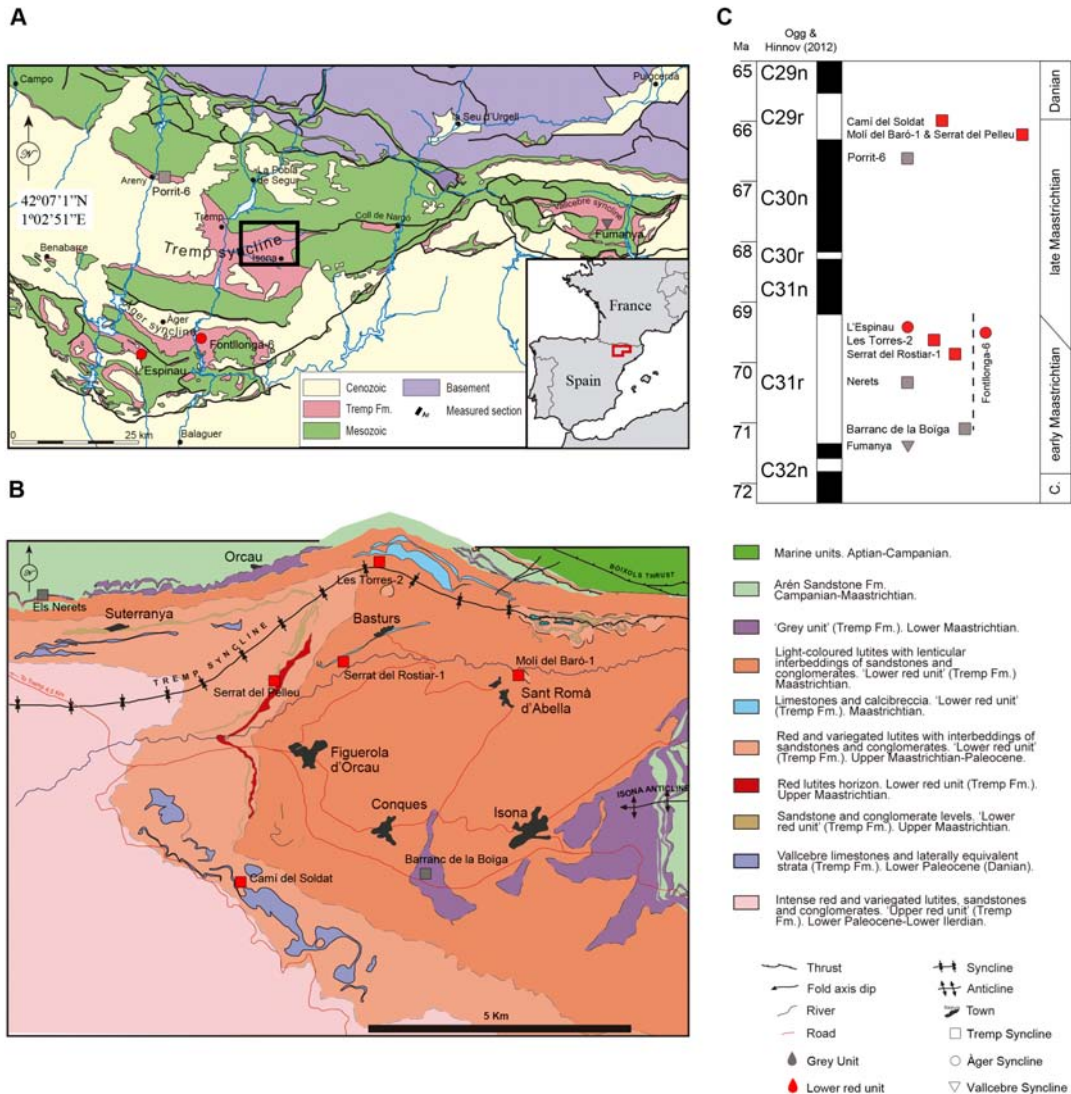 A
Campo
Puigcerdà
la Seu d'Urgell
La Pobla
de Segur
Areny
Porrit-6
42º07'1''N
1º02'51''E
Vallcebre syncline
Coll de Nargó
Fumanya
Tremp
Tremp syncline
Isona
Benabarre
Àger
Àger syncline
Fontllonga-6
L'Espinau
Balaguer
0 25 km
Cenozoic
Tremp Fm.
Mesozoic
Basement
Measured section
France
Spain
C
Ogg &
Hinnov (2012)
Ma
65
66
67
68
69
70
71
72
C29n
C29r
C30n
C30r
C31n
C31r
C32n
Camí del Soldat
Molí del Baró-1 & Serrat del Pelleu
Porrit-6
L'Espinau
Les Torres-2
Serrat del Rostiar-1
Nerets
Fontllonga-6
Barranc de la Boïga
Fumanya
Danian
late Maastrichtian
early Maastrichtian
C.
B
Orcau
BOIXOLS THRUST
Les Torres-2
Els Nerets
Suterranya
Basturs
TREMP SYNCLINE
Molí del Baró-1
Serrat del Rostiar-1
Serrat del Pelleu
Sant Romà
d'Abella
Figuerola
d'Orcau
ISONA ANTICLINE
Conques
Isona
Barranc de la Boïga
Camí del Soldat
5 Km
Marine units. Aptian-Campanian.
Arén Sandstone Fm.
Campanian-Maastrichtian.
'Grey unit' (Tremp Fm.). Lower Maastrichtian.
Light-coloured lutites with lenticular
interbeddings of sandstones and
conglomerates. 'Lower red unit' (Tremp Fm.)
Maastrichtian.
Limestones and calcibreccia. 'Lower red unit'
(Tremp Fm.). Maastrichtian.
Red and variegated lutites with interbeddings of
sandstones and conglomerates. 'Lower red unit'
(Tremp Fm.). Upper Maastrichtian-Paleocene.
Red lutites horizon. Lower red unit (Tremp Fm.).
Upper Maastrichtian.
Sandstone and conglomerate levels. 'Lower
red unit' (Tremp Fm.). Upper Maastrichtian.
Vallcebre limestones and laterally equivalent
strata (Tremp Fm.). Lower Paleocene (Danian).
Intense red and variegated lutites, sandstones
and conglomerates. 'Upper red unit' (Tremp
Fm.). Lower Paleocene-Lower Ilerdian.
Thrust
Fold axis dip
River
Road
Grey Unit
Lower red unit
Syncline
Anticline
Town
Tremp Syncline
Àger Syncline
Vallcebre Syncline